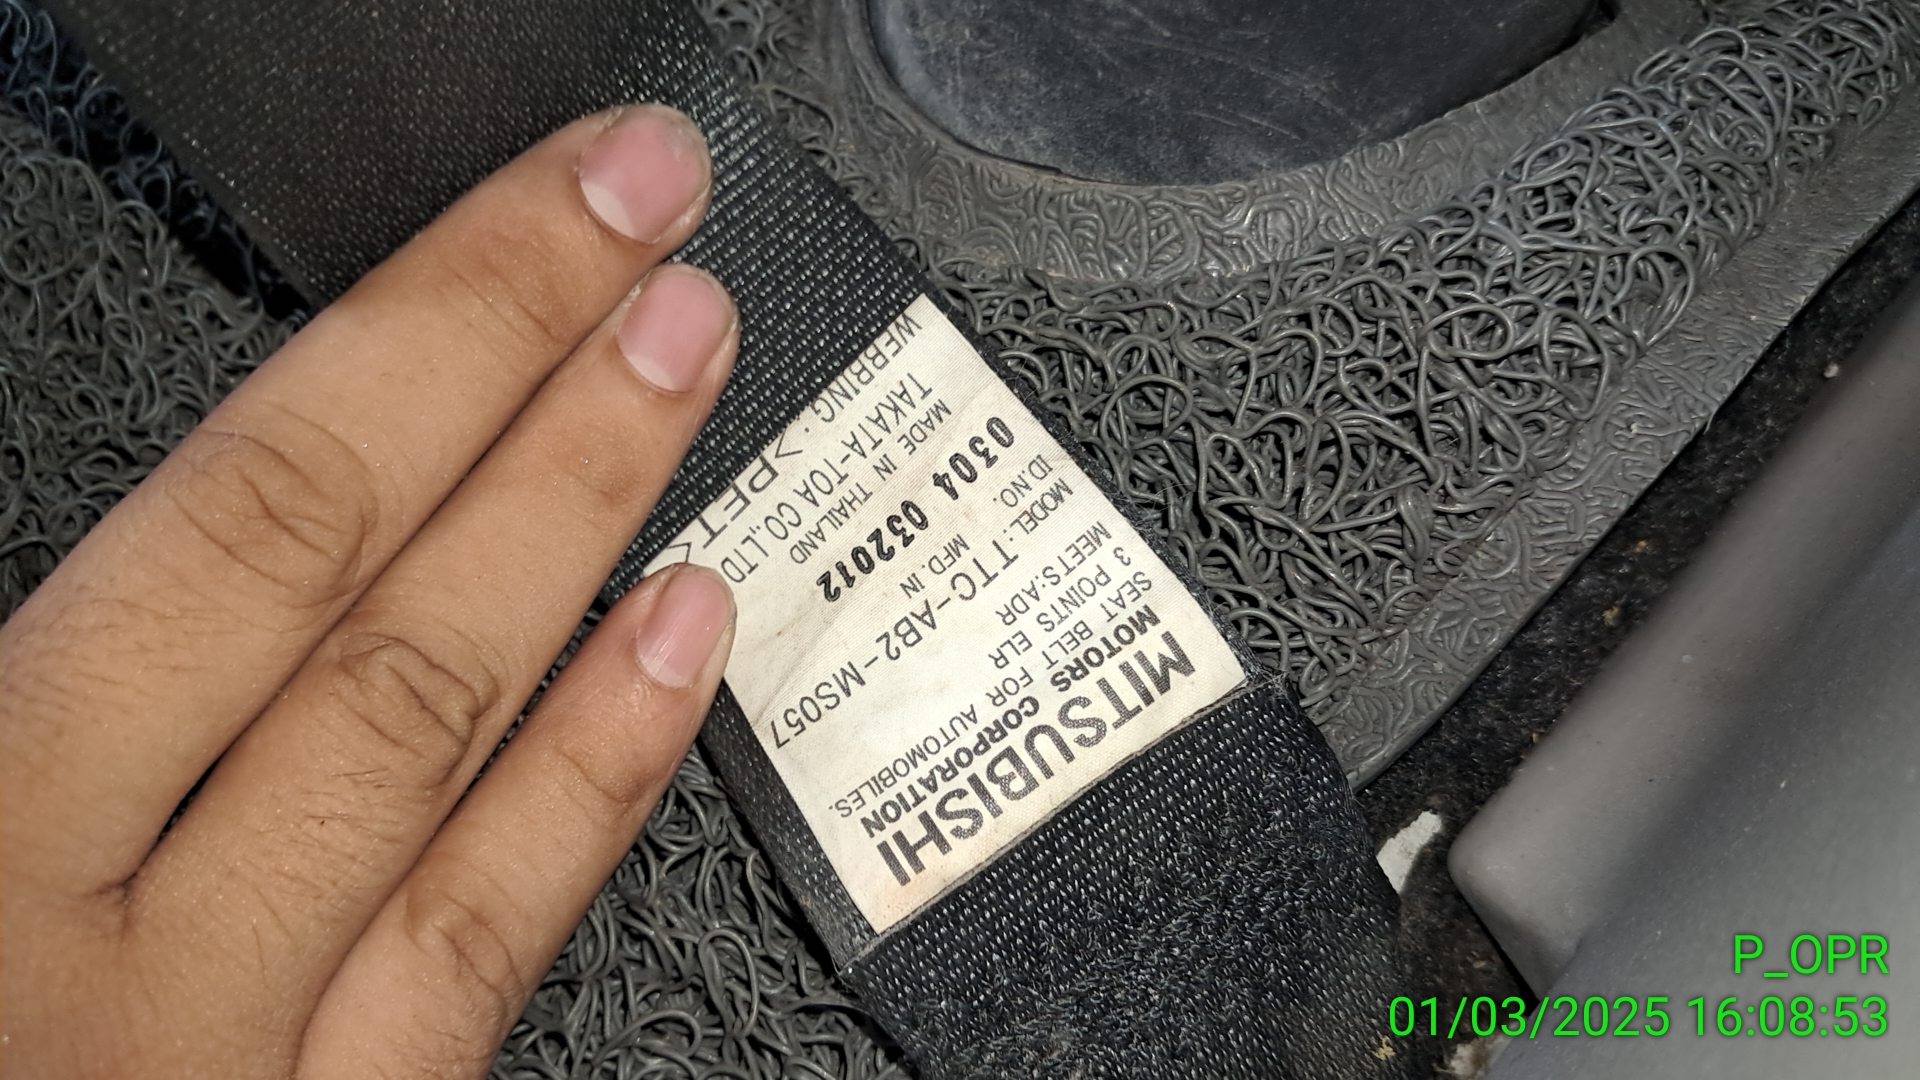 MITSUBISHI
MOTORS CORPORATION
SEAT BELT FOR AUTOMOBILES.
3 POINTS ELR
MEETS:ADR
MODEL: TTC-AB2-MS057
ID.NO. MFD. IN
0304 032012
MADE IN THAILAND
TAKATA-TOA CO.,LTD
WEBBING : >PET<
P_OPR
01/03/2025 16:08:53